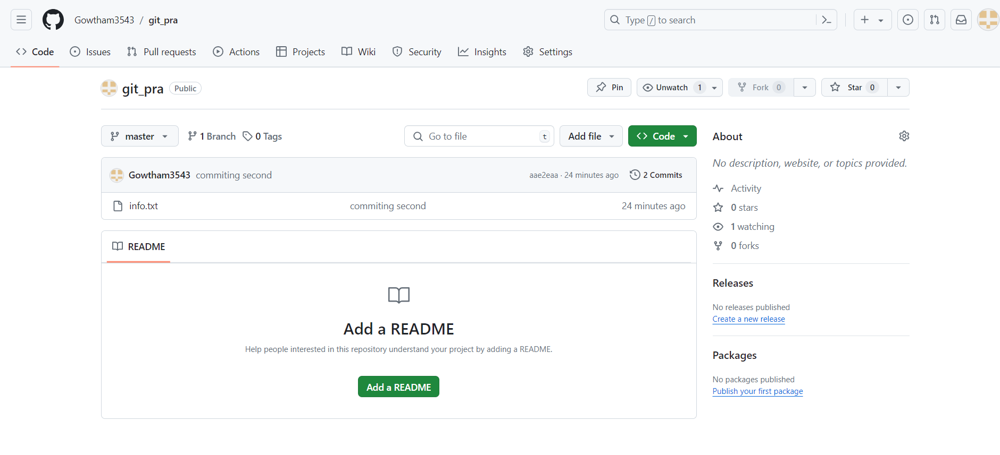 Gowtham3543 / git_pra
Type / to search
Code Issues Pull requests Actions Projects Wiki Security Insights Settings
git_pra Public
Pin Unwatch 1 Fork 0 Star 0
master 1 Branch 0 Tags Go to file t Add file Code
Gowtham3543 commiting second aae2eaa · 24 minutes ago 2 Commits
info.txt commiting second 24 minutes ago
README
Add a README
Help people interested in this repository understand your project by adding a README.
Add a README
About
No description, website, or topics provided.
Activity
0 stars
1 watching
0 forks
Releases
No releases published
Create a new release
Packages
No packages published
Publish your first package